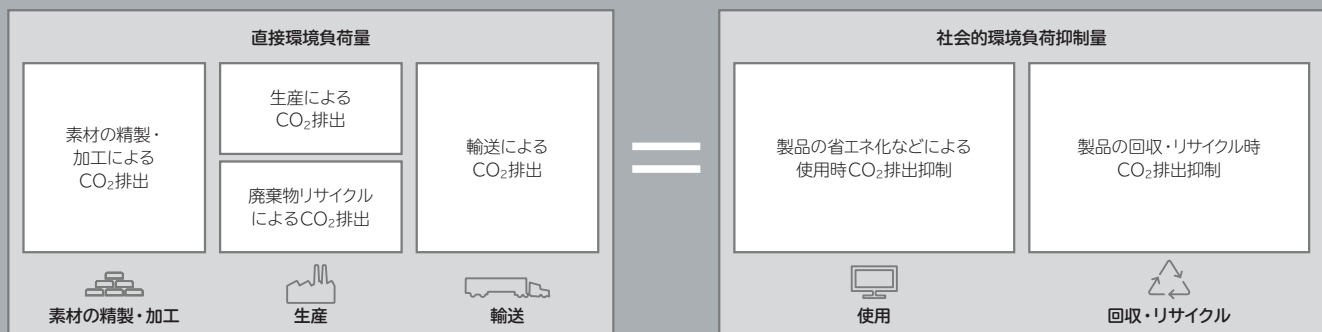 直接環境負荷量
素材の精製・
加工による
CO₂排出
生産による
CO₂排出
廃棄物リサイクル
によるCO₂排出
輸送による
CO₂排出
素材の精製・加工
生産
輸送
社会的環境負荷抑制量
製品の省エネ化などによる
使用時CO₂排出抑制
製品の回収・リサイクル時
CO₂排出抑制
使用
回収・リサイクル